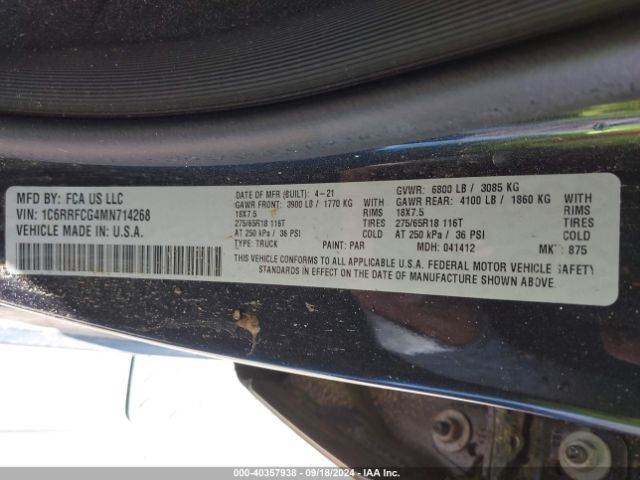 MFD BY: FCA US LLC
VIN: 1C6RRFCG4MN714268
VEHICLE MADE IN: U.S.A.
DATE OF MFR (BUILT): 4-21
GAWR FRONT: 3900 LB / 1770 KG
18X7.5 RIMS
275/65R18 116T TIRES
AT 250 kPa / 36 PSI COLD
TYPE: TRUCK PAINT: PAR
GVWR: 6800 LB / 3085 KG
GAWR REAR: 4100 LB / 1860 KG
18X7.5 RIMS
275/65R18 116T TIRES
AT 250 kPa / 36 PSI COLD
MDH: 041412 MK: 875
THIS VEHICLE CONFORMS TO ALL APPLICABLE U.S.A. FEDERAL MOTOR VEHICLE SAFETY
STANDARDS IN EFFECT ON THE DATE OF MANUFACTURE SHOWN ABOVE.
000-40357938 - 09/18/2024 - IAAI.com